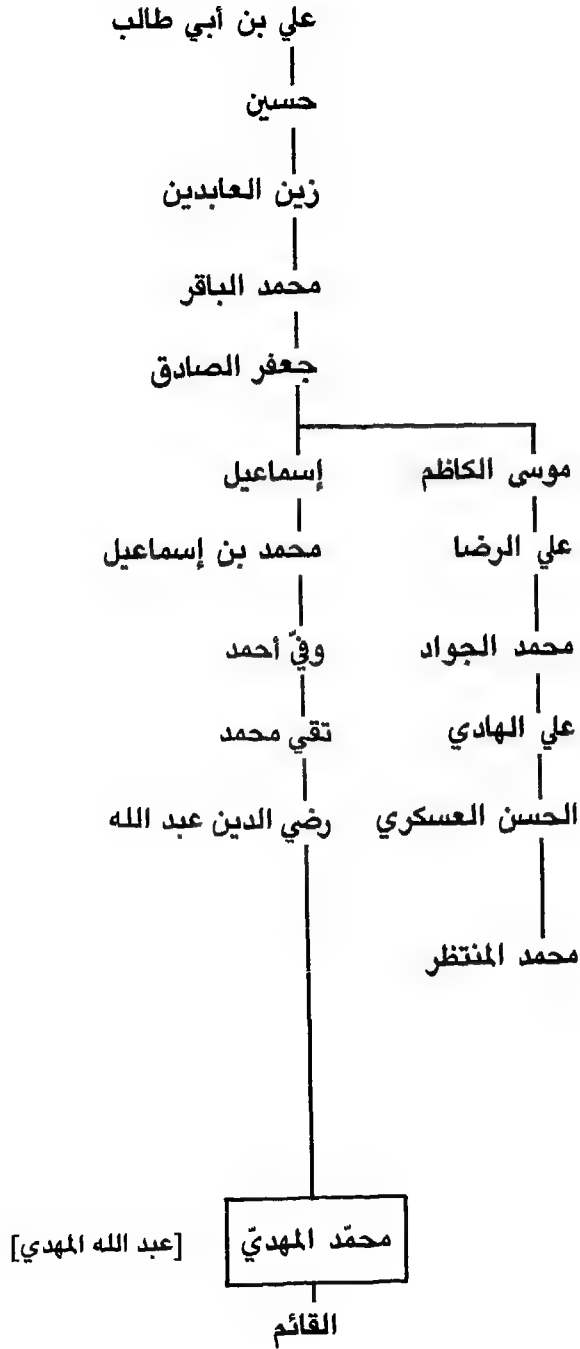 علي بن أبي طالب
حسين
زين العابدين
محمد الباقر
جعفر الصادق
موسى الكاظم إسماعيل
علي الرضا محمد بن إسماعيل
محمد الجواد وفيّ أحمد
علي الهادي تقي محمد
الحسن العسكري رضي الدين عبد الله
محمد المنتظر
محمّد المهديّ [عبد الله المهدي]
القائم